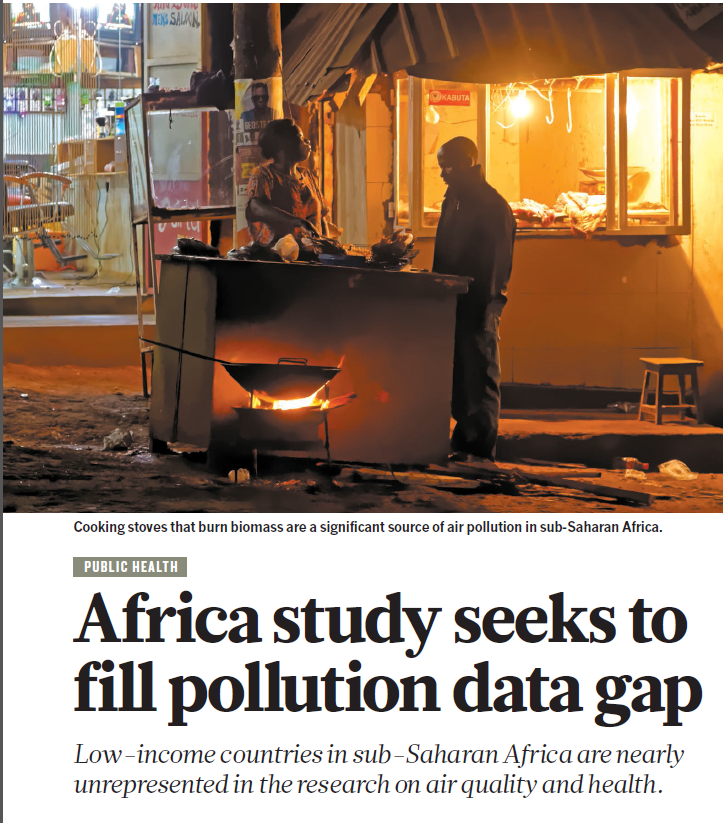 MEN'S SALOON
KABUTA
Cooking stoves that burn biomass are a significant source of air pollution in sub-Saharan Africa.
PUBLIC HEALTH
Africa study seeks to
fill pollution data gap
Low-income countries in sub-Saharan Africa are nearly
unrepresented in the research on air quality and health.